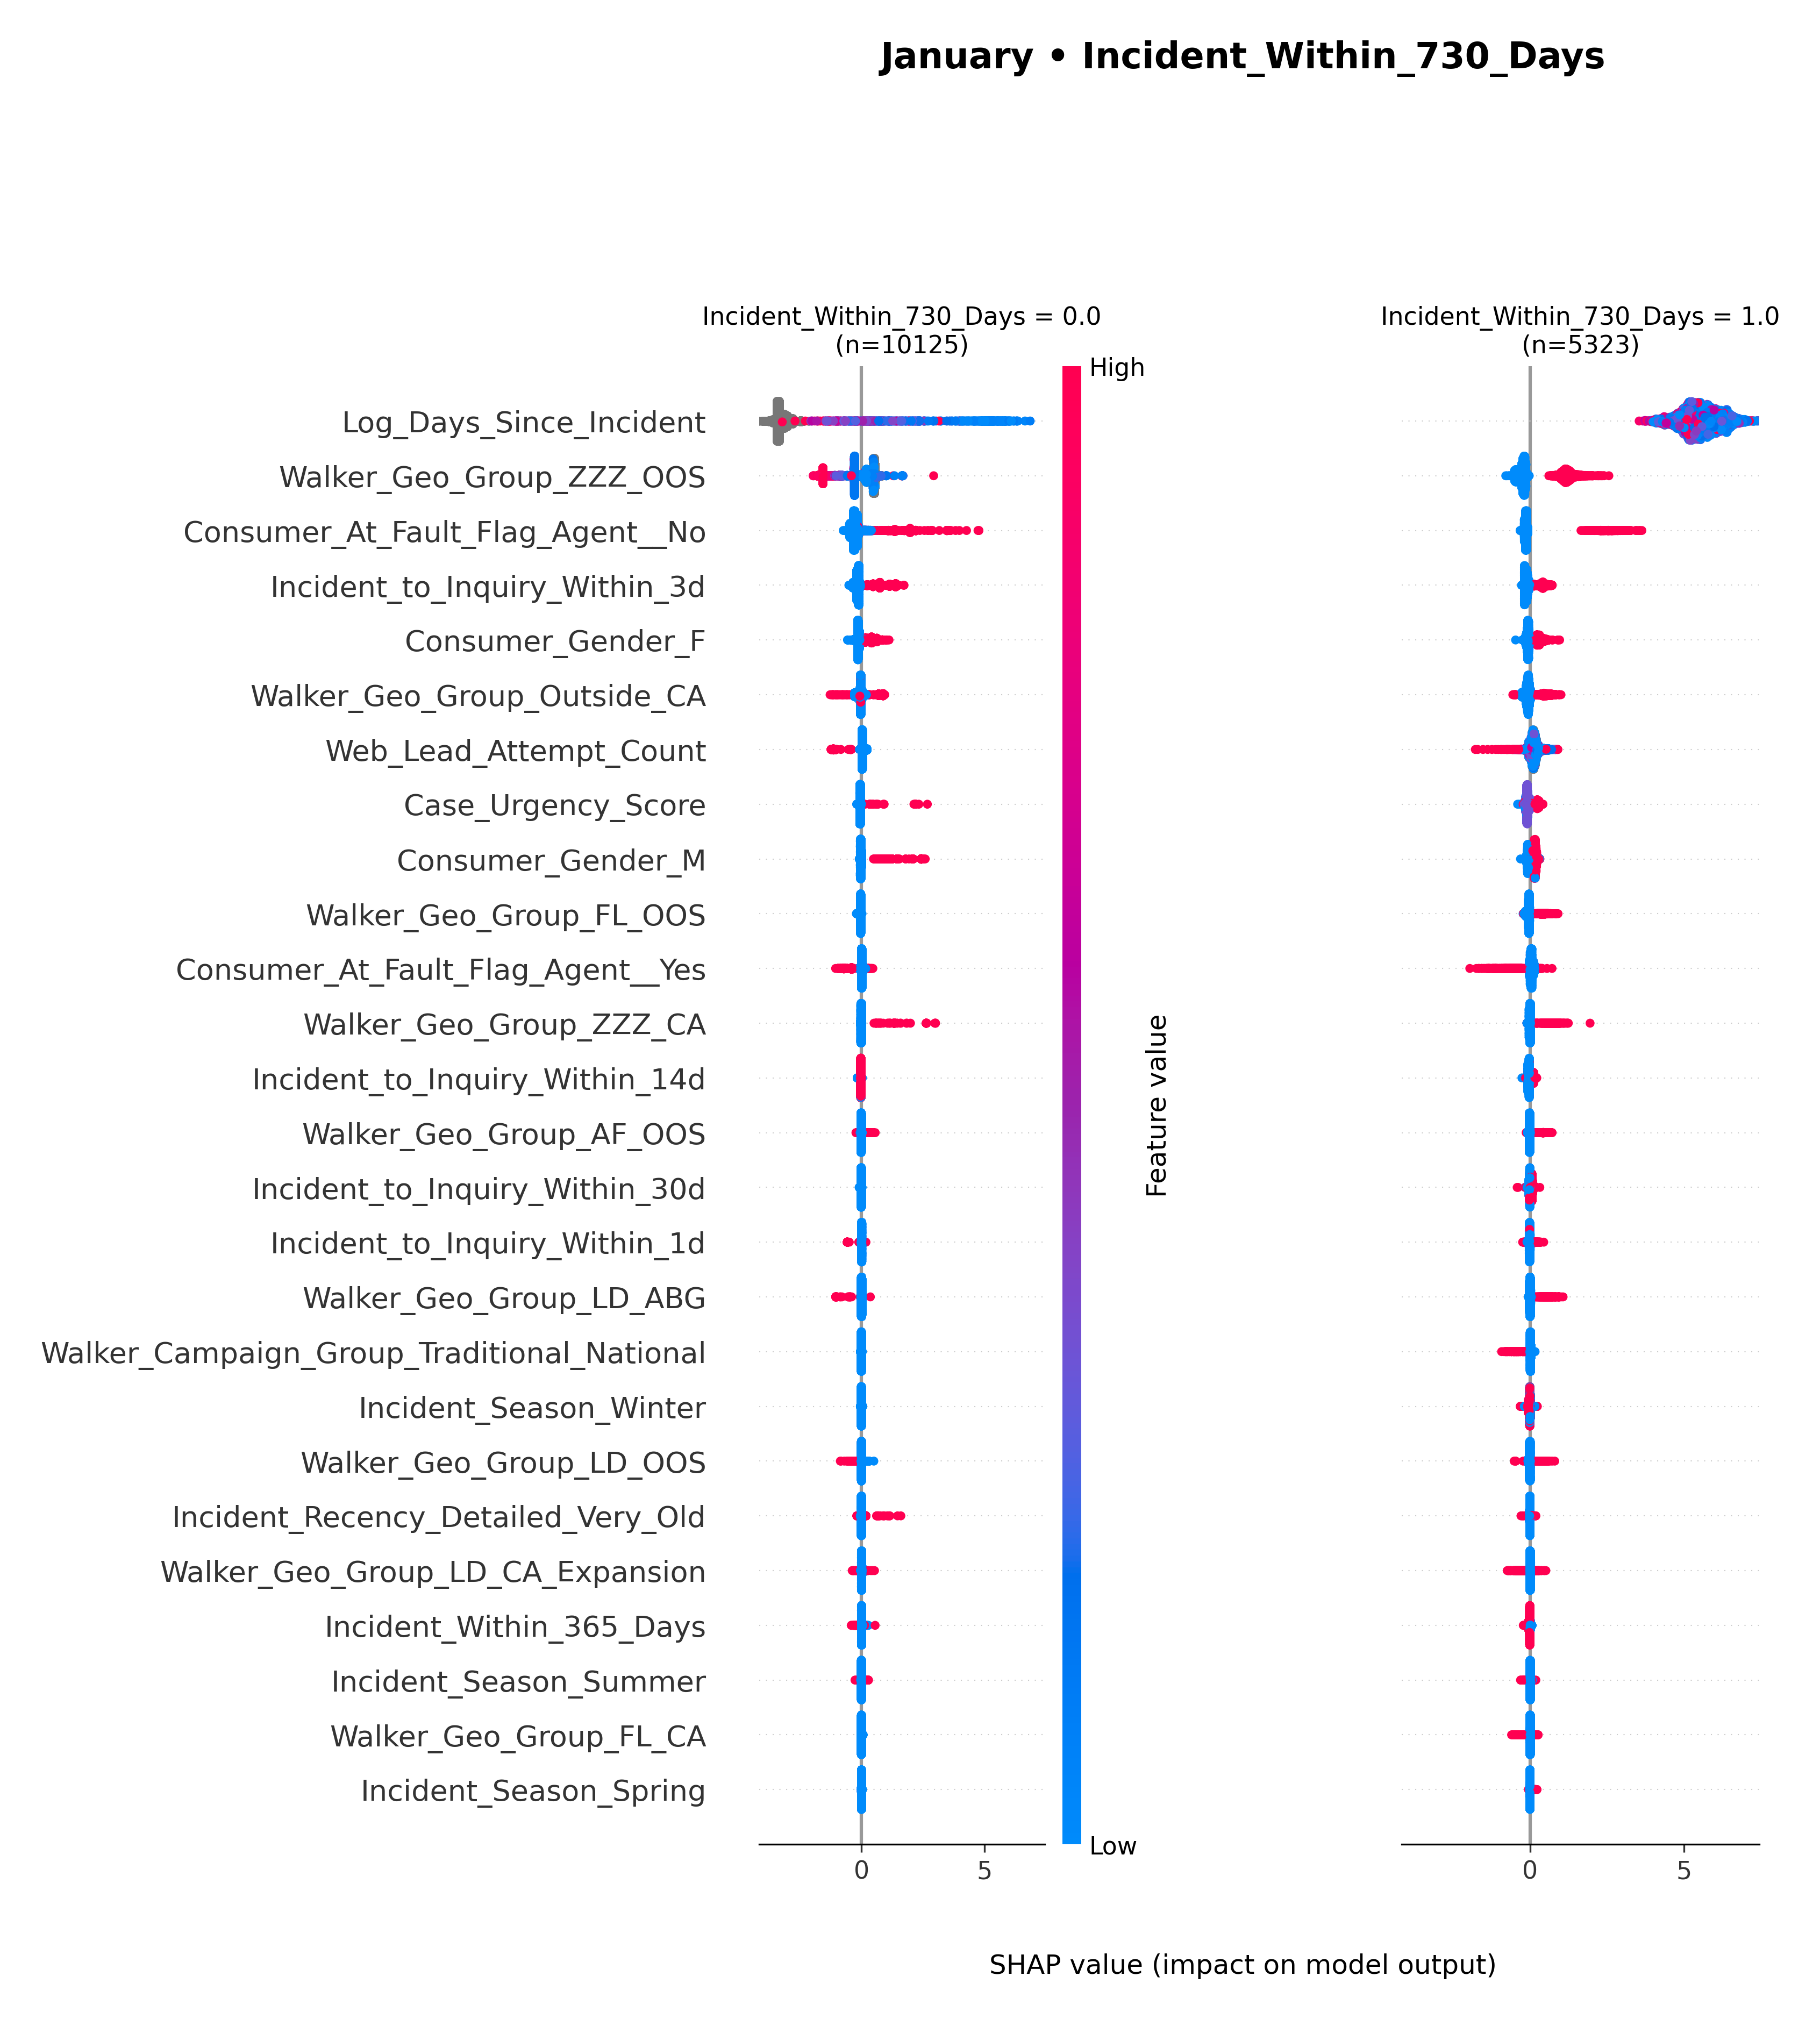 January • Incident_Within_730_Days
Incident_Within_730_Days = 0.0
(n=10125)
Incident_Within_730_Days = 1.0
(n=5323)
High
Log_Days_Since_Incident
Walker_Geo_Group_ZZZ_OOS
Consumer_At_Fault_Flag_Agent__No
Incident_to_Inquiry_Within_3d
Consumer_Gender_F
Walker_Geo_Group_Outside_CA
Web_Lead_Attempt_Count
Case_Urgency_Score
Consumer_Gender_M
Walker_Geo_Group_FL_OOS
Consumer_At_Fault_Flag_Agent__Yes
Walker_Geo_Group_ZZZ_CA
Incident_to_Inquiry_Within_14d
Walker_Geo_Group_AF_OOS
Incident_to_Inquiry_Within_30d
Incident_to_Inquiry_Within_1d
Walker_Geo_Group_LD_ABG
Walker_Campaign_Group_Traditional_National
Incident_Season_Winter
Walker_Geo_Group_LD_OOS
Incident_Recency_Detailed_Very_Old
Walker_Geo_Group_LD_CA_Expansion
Incident_Within_365_Days
Incident_Season_Summer
Walker_Geo_Group_FL_CA
Incident_Season_Spring
Feature value
Low
0 5
0 5
SHAP value (impact on model output)